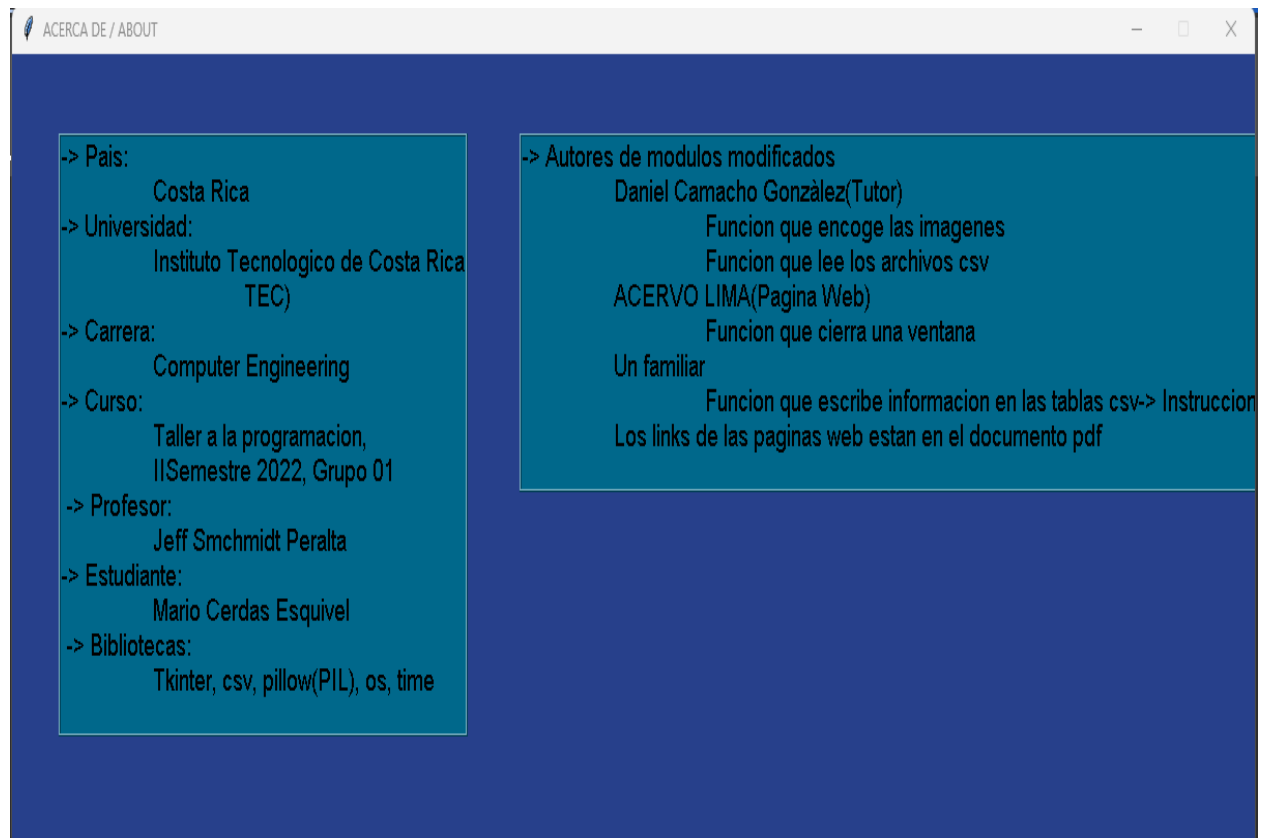 ACERCA DE / ABOUT
-> Pais:
Costa Rica
-> Universidad:
Instituto Tecnologico de Costa Rica
TEC)
-> Carrera:
Computer Engineering
-> Curso:
Taller a la programacion,
IISemestre 2022, Grupo 01
-> Profesor:
Jeff Smchmidt Peralta
-> Estudiante:
Mario Cerdas Esquivel
-> Bibliotecas:
Tkinter, csv, pillow(PIL), os, time
-> Autores de modulos modificados
Daniel Camacho Gonzàlez(Tutor)
Funcion que encoge las imagenes
Funcion que lee los archivos csv
ACERVO LIMA(Pagina Web)
Funcion que cierra una ventana
Un familiar
Funcion que escribe informacion en las tablas csv-> Instruccion
Los links de las paginas web estan en el documento pdf